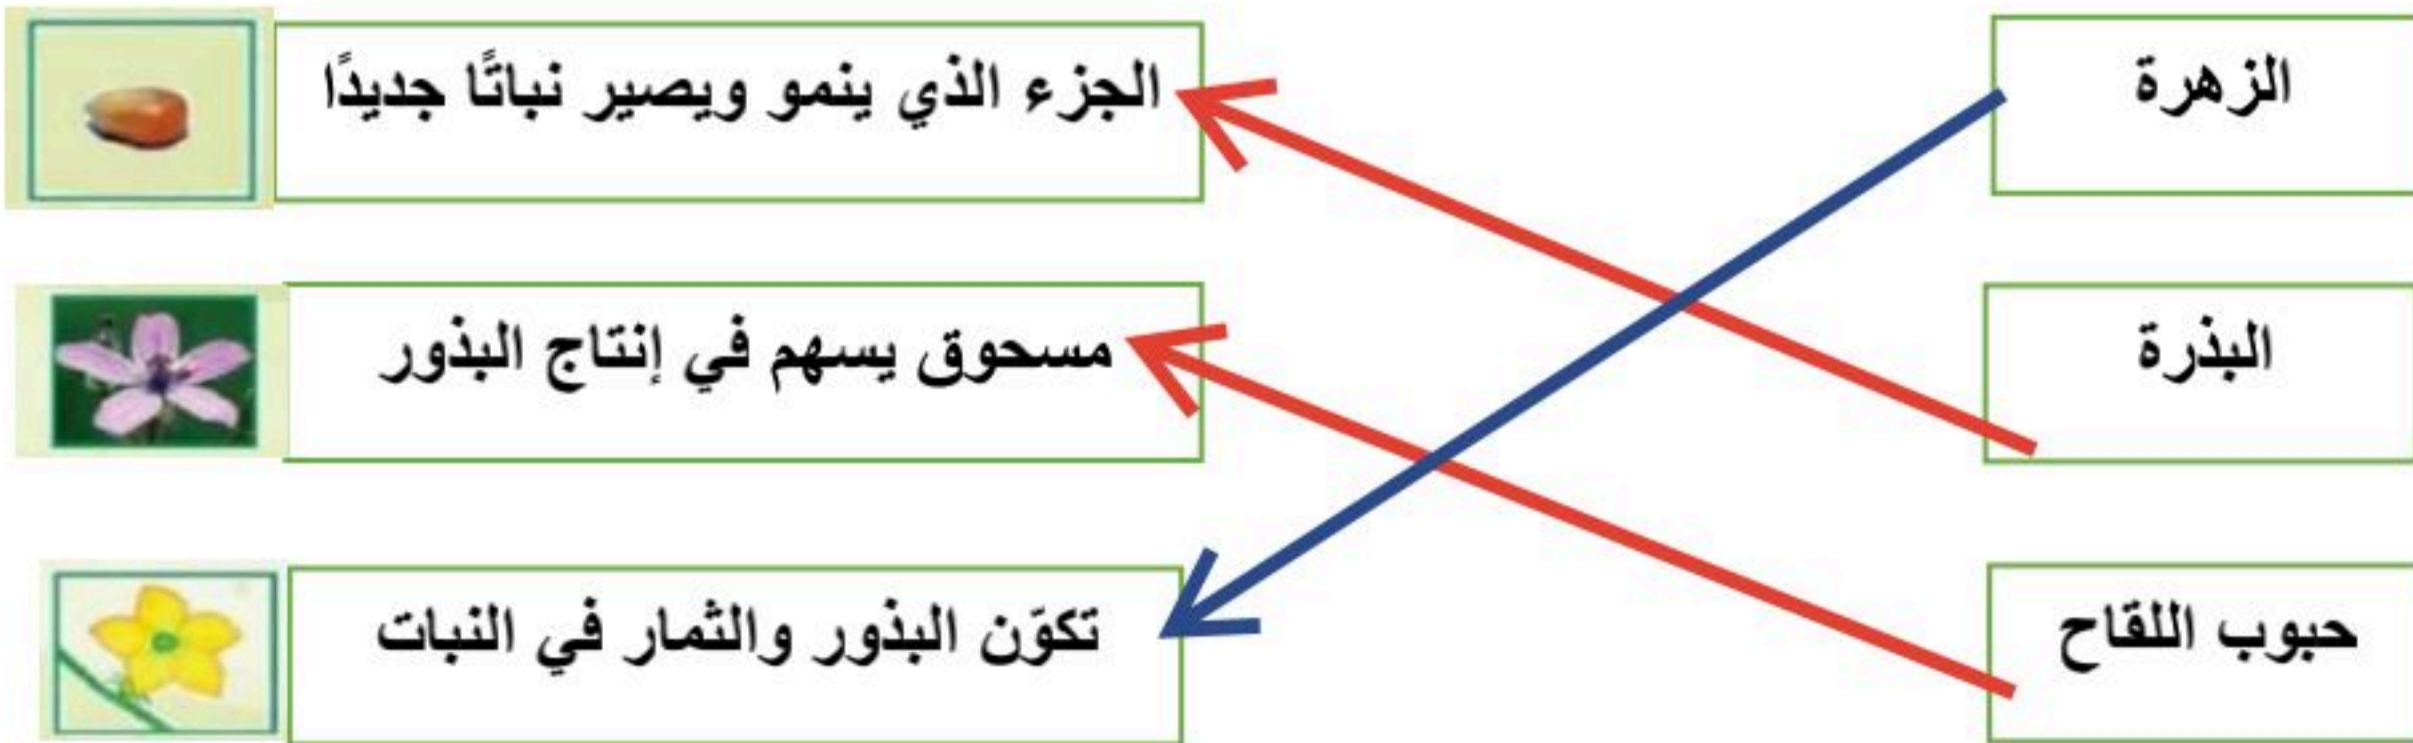 الزهرة
الجزء الذي ينمو ويصير نباتًا جديدًا
البذرة
مسحوق يسهم في إنتاج البذور
حبوب اللقاح
تكوّن البذور والثمار في النبات